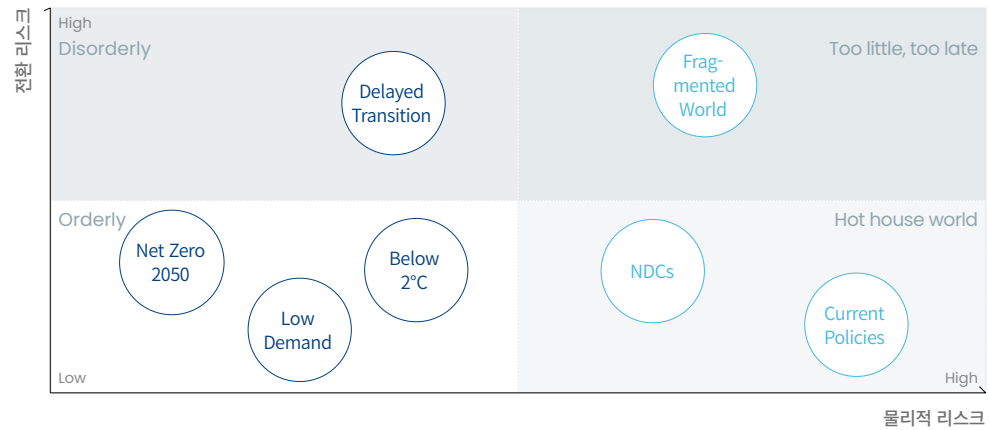 전환 리스크
High
Disorderly
Too little, too late
Delayed
Transition
Frag-
mented
World
Orderly
Hot house world
Net Zero
2050
Low
Demand
Below
2°C
NDCs
Current
Policies
Low
High
물리적 리스크